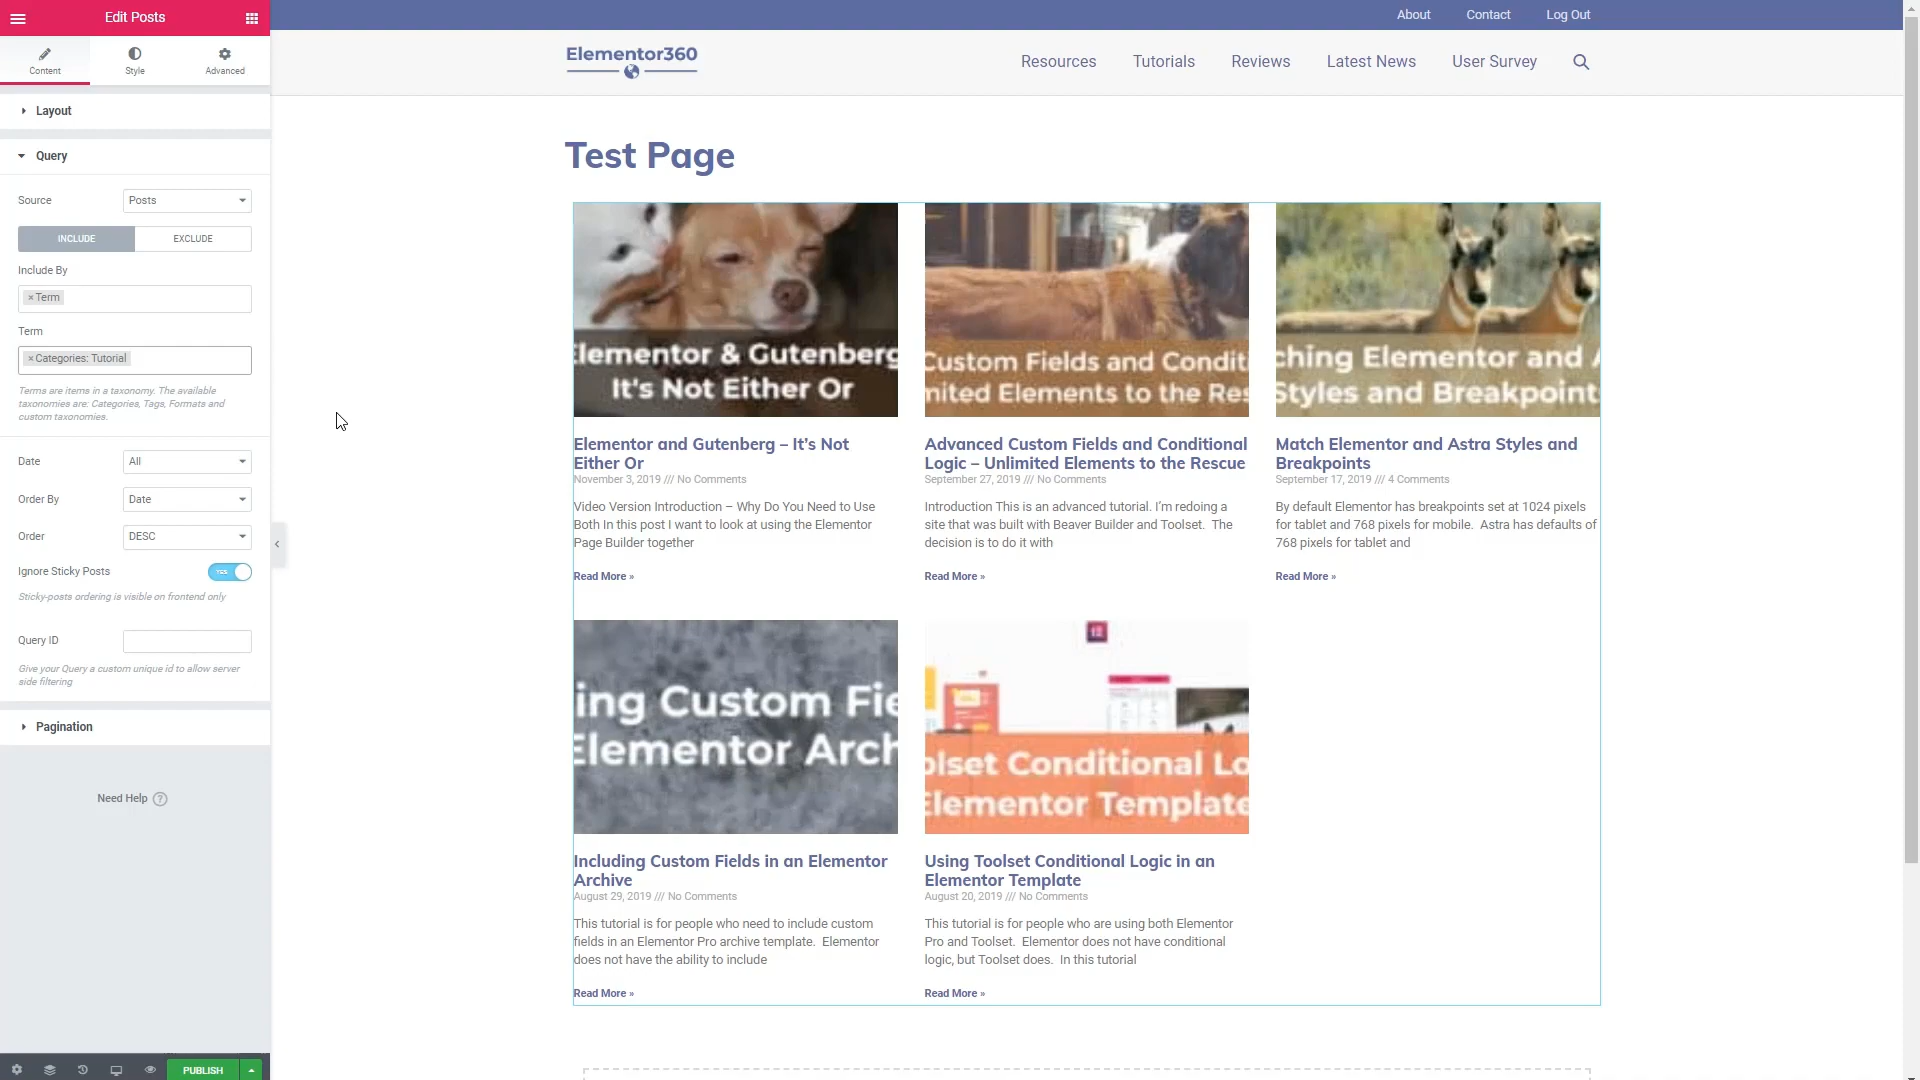 Edit Posts
Content
Style
Advanced
Layout
Query
Source
Posts
INCLUDE
EXCLUDE
Include By
×Term
Term
×Categories: Tutorial
Terms are items in a taxonomy. The available
taxonomies are: Categories, Tags, Formats and
custom taxonomies.
Date
All
Order By
Date
Order
DESC
Ignore Sticky Posts
YES
Sticky-posts ordering is visible on frontend only
Query ID
Give your Query a custom unique id to allow server
side filtering
Pagination
Need Help ?
PUBLISH
About
Contact
Log Out
Elementor360
Resources
Tutorials
Reviews
Latest News
User Survey
Test Page
Elementor & Gutenberg
It's Not Either Or
Elementor and Gutenberg – It's Not
Either Or
November 3, 2019 /// No Comments
Video Version Introduction – Why Do You Need to Use
Both In this post I want to look at using the Elementor
Page Builder together
Read More »
Custom Fields and Conditi
mited Elements to the Res
Advanced Custom Fields and Conditional
Logic – Unlimited Elements to the Rescue
September 27, 2019 /// No Comments
Introduction This is an advanced tutorial. I'm redoing a
site that was built with Beaver Builder and Toolset.  The
decision is to do it with
Read More »
ching Elementor and A
Styles and Breakpoint
Match Elementor and Astra Styles and
Breakpoints
September 17, 2019 /// 4 Comments
By default Elementor has breakpoints set at 1024 pixels
for tablet and 768 pixels for mobile.  Astra has defaults of
768 pixels for tablet and
Read More »
ing Custom Fie
Elementor Arch
Including Custom Fields in an Elementor
Archive
August 29, 2019 /// No Comments
This tutorial is for people who need to include custom
fields in an Elementor Pro archive template.  Elementor
does not have the ability to include
Read More »
12
olset Conditional Lo
Elementor Template
Using Toolset Conditional Logic in an
Elementor Template
August 20, 2019 /// No Comments
This tutorial is for people who are using both Elementor
Pro and Toolset.  Elementor does not have conditional
logic, but Toolset does.  In this tutorial
Read More »